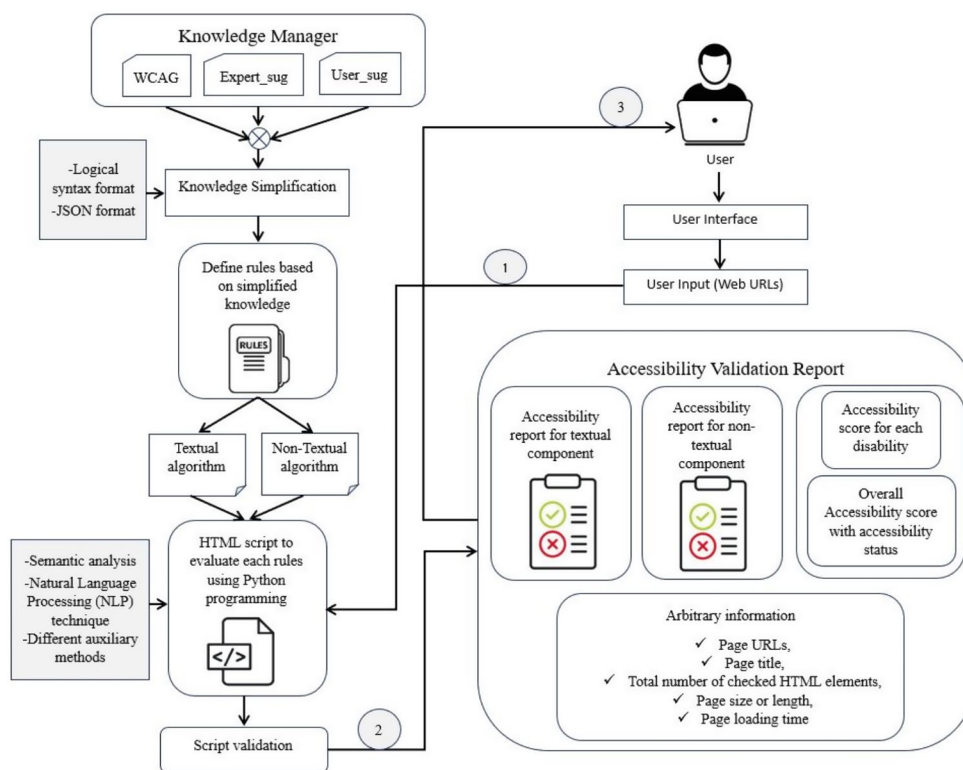 Knowledge Manager
WCAG
Expert_sug
User_sug
-Logical
syntax format
-JSON format
Knowledge Simplification
Define rules based
on simplified
knowledge
RULES
Textual
algorithm
Non-Textual
algorithm
-Semantic analysis
-Natural Language
Processing (NLP)
technique
-Different auxiliary
methods
HTML script to
evaluate each rules
using Python
programming
</>
Script validation
3
User
User Interface
1
User Input (Web URLs)
2
Accessibility Validation Report
Accessibility
report for textual
component
Accessibility
report for non-
textual
component
Accessibility
score for each
disability
Overall
Accessibility score
with accessibility
status
Arbitrary information
✓ Page URLs,
✓ Page title,
✓ Total number of checked HTML elements,
✓ Page size or length,
✓ Page loading time